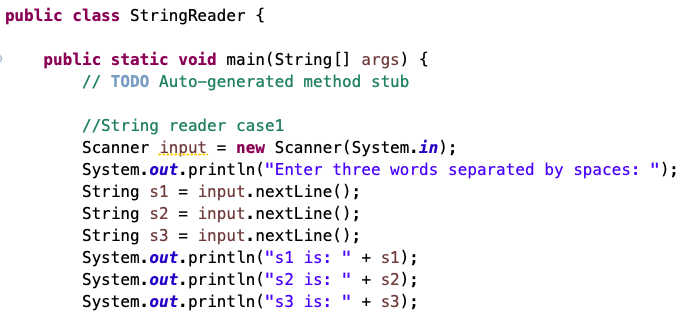 public class StringReader {
public static void main(String[] args) {
// TODO Auto-generated method stub
//String reader case1
Scanner input = new Scanner(System.in);
System.out.println("Enter three words separated by spaces: ");
String s1 = input.nextLine();
String s2 = input.nextLine();
String s3 = input.nextLine();
System.out.println("s1 is: " + s1);
System.out.println("s2 is: " + s2);
System.out.println("s3 is: " + s3);